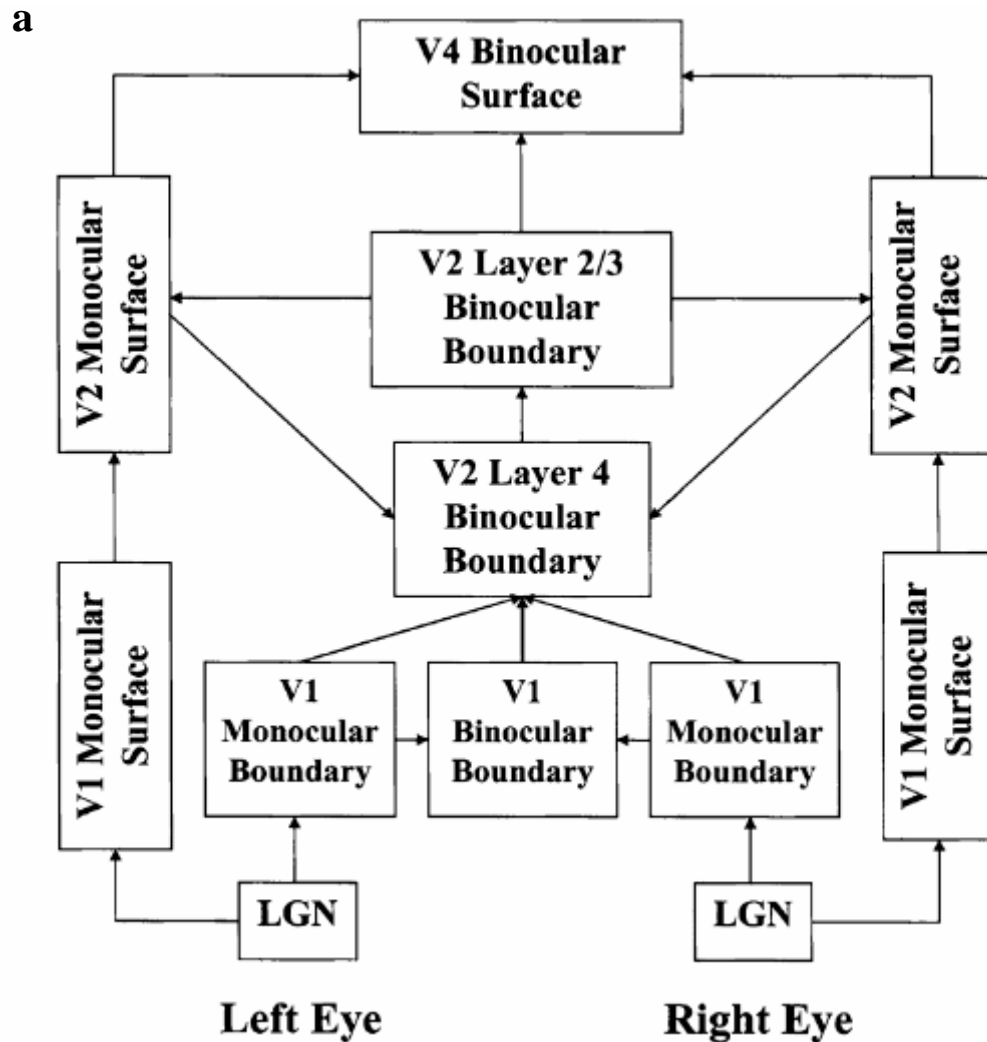 a
V4 Binocular
Surface
V2 Monocular
Surface
V2 Layer 2/3
Binocular
Boundary
V2 Monocular
Surface
V2 Layer 4
Binocular
Boundary
V1 Monocular
Surface
V1
Monocular
Boundary
V1
Binocular
Boundary
V1
Monocular
Boundary
V1 Monocular
Surface
LGN
LGN
Left Eye
Right Eye